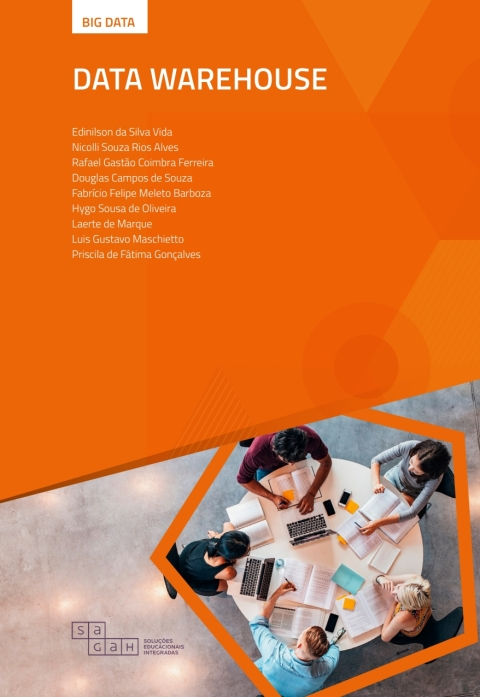 BIG DATA
DATA WAREHOUSE
Edinilson da Silva Vida
Nicolli Souza Rios Alves
Rafael Gastão Coimbra Ferreira
Douglas Campos de Souza
Fabrício Felipe Meleto Barboza
Hygo Sousa de Oliveira
Laerte de Marque
Luis Gustavo Maschietto
Priscila de Fátima Gonçalves
sagaH
SOLUÇÕES
EDUCACIONAIS
INTEGRADAS